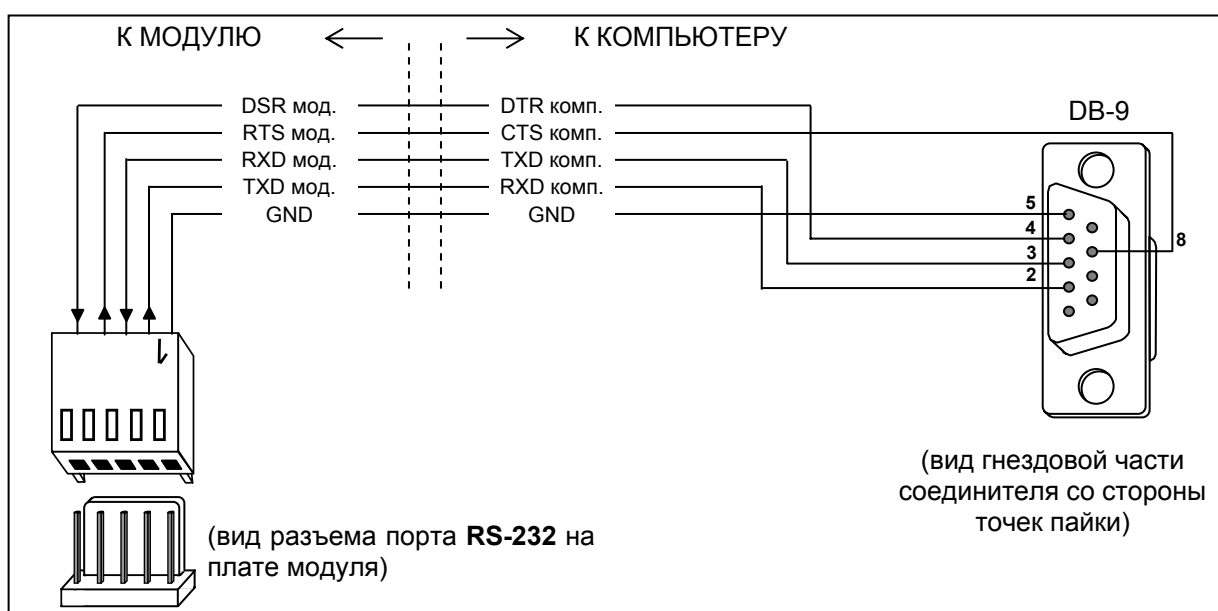 К МОДУЛЮ
К КОМПЬЮТЕРУ
DSR мод.
DTR комп.
RTS мод.
CTS комп.
RXD мод.
TXD комп.
TXD мод.
RXD комп.
GND
GND
DB-9
5
4
3
2
8
(вид гнездовой части
соединителя со стороны
точек пайки)
(вид разъема порта RS-232 на
плате модуля)